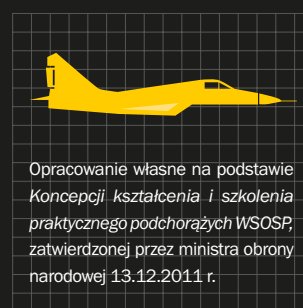 Opracowanie własne na podstawie
Koncepcji kształcenia i szkolenia
praktycznego podchorążych WSOSP,
zatwierdzonej przez ministra obrony
narodowej 13.12.2011 r.